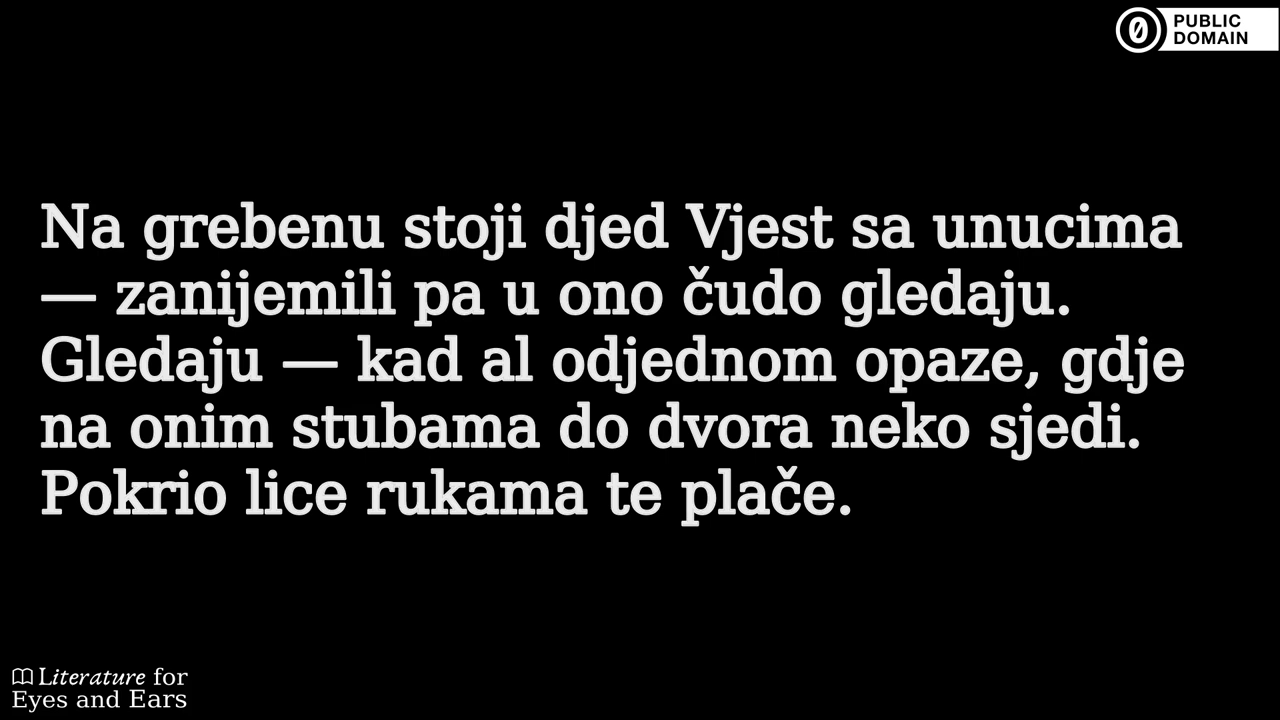 PUBLIC
DOMAIN
Na grebenu stoji djed Vjest sa unucima
— zanijemili pa u ono čudo gledaju.
Gledaju — kad al odjednom opaze, gdje
na onim stubama do dvora neko sjedi.
Pokrio lice rukama te plače.
Literature for
Eyes and Ears